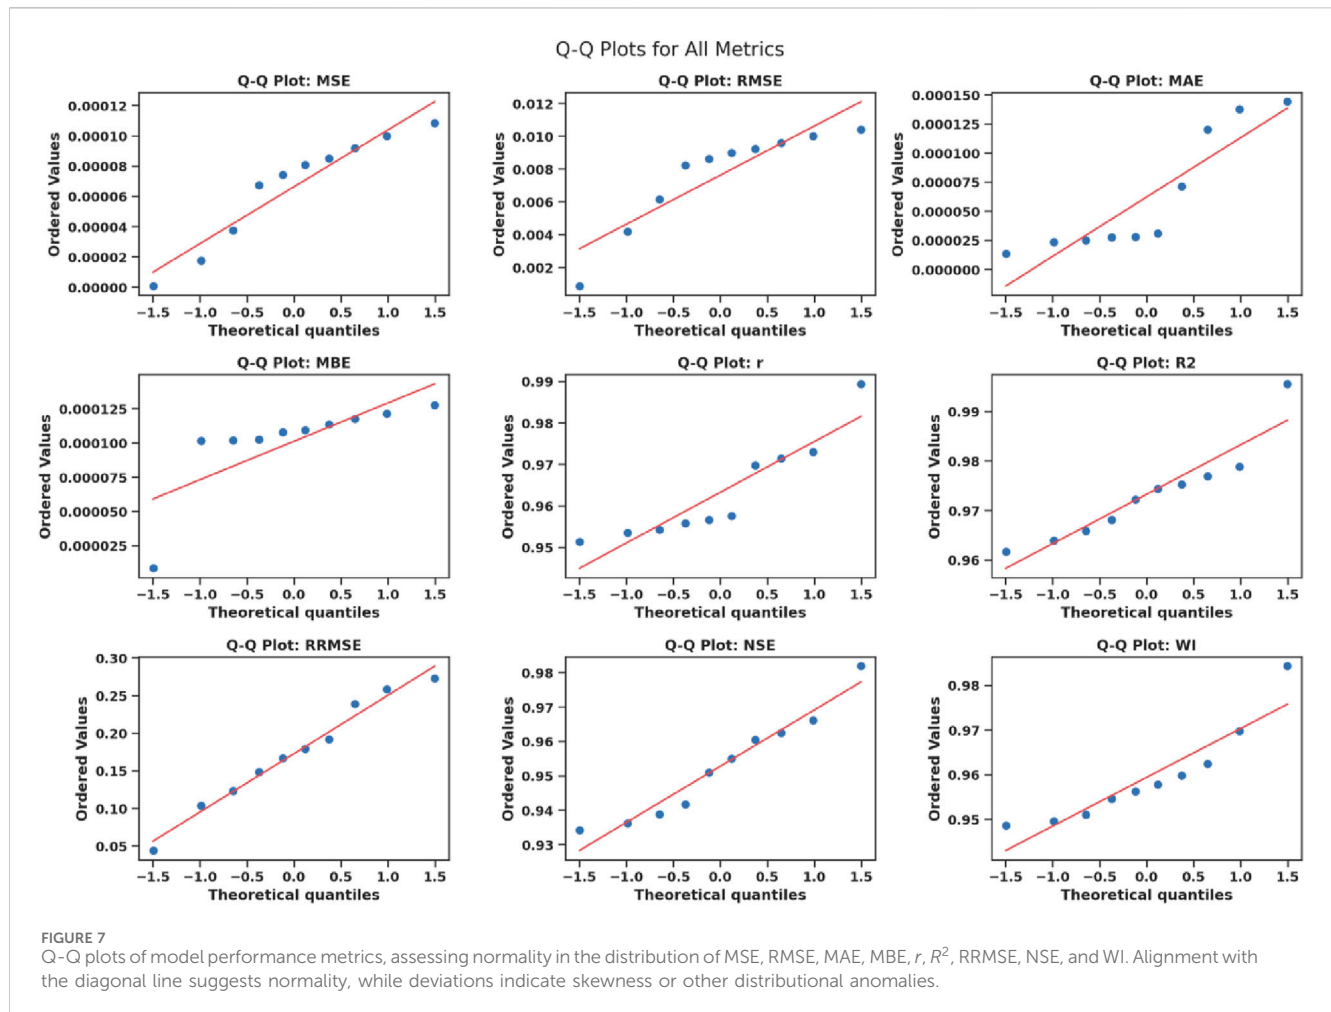 Q-Q Plots for All Metrics
Q-Q Plot: MSE
Ordered Values
0.00012
0.00010
0.00008
0.00006
0.00004
0.00002
0.00000
−1.5 −1.0 −0.5 0.0 0.5 1.0 1.5
Theoretical quantiles
Q-Q Plot: RMSE
Ordered Values
0.012
0.010
0.008
0.006
0.004
0.002
−1.5 −1.0 −0.5 0.0 0.5 1.0 1.5
Theoretical quantiles
Q-Q Plot: MAE
Ordered Values
0.000150
0.000125
0.000100
0.000075
0.000050
0.000025
0.000000
−1.5 −1.0 −0.5 0.0 0.5 1.0 1.5
Theoretical quantiles
Q-Q Plot: MBE
Ordered Values
0.000125
0.000100
0.000075
0.000050
0.000025
−1.5 −1.0 −0.5 0.0 0.5 1.0 1.5
Theoretical quantiles
Q-Q Plot: r
Ordered Values
0.99
0.98
0.97
0.96
0.95
−1.5 −1.0 −0.5 0.0 0.5 1.0 1.5
Theoretical quantiles
Q-Q Plot: R2
Ordered Values
0.99
0.98
0.97
0.96
−1.5 −1.0 −0.5 0.0 0.5 1.0 1.5
Theoretical quantiles
Q-Q Plot: RRMSE
Ordered Values
0.30
0.25
0.20
0.15
0.10
0.05
−1.5 −1.0 −0.5 0.0 0.5 1.0 1.5
Theoretical quantiles
Q-Q Plot: NSE
Ordered Values
0.98
0.97
0.96
0.95
0.94
0.93
−1.5 −1.0 −0.5 0.0 0.5 1.0 1.5
Theoretical quantiles
Q-Q Plot: WI
Ordered Values
0.98
0.97
0.96
0.95
−1.5 −1.0 −0.5 0.0 0.5 1.0 1.5
Theoretical quantiles
FIGURE 7
Q-Q plots of model performance metrics, assessing normality in the distribution of MSE, RMSE, MAE, MBE, r, R², RRMSE, NSE, and WI. Alignment with
the diagonal line suggests normality, while deviations indicate skewness or other distributional anomalies.